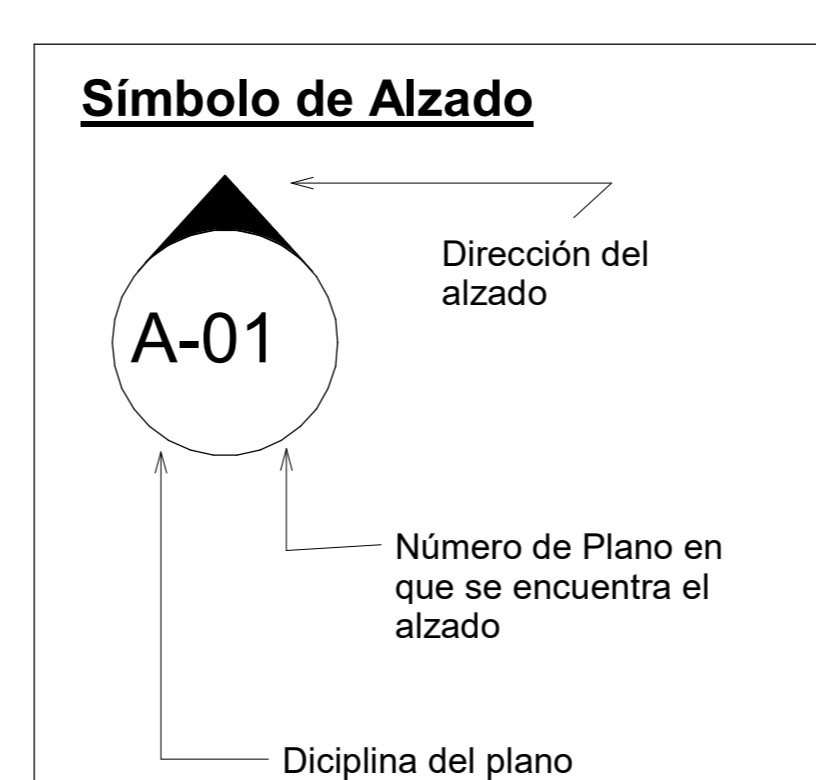 Símbolo de Alzado
Dirección del
alzado
A-01
Número de Plano en
que se encuentra el
alzado
Diciplina del plano